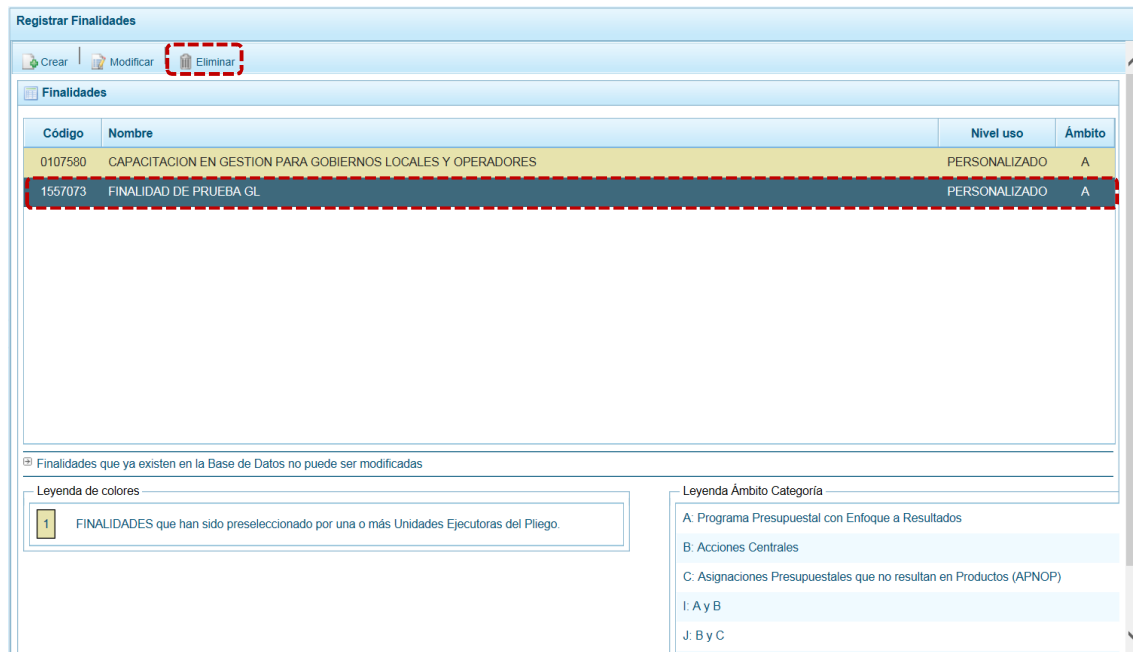 Registrar Finalidades
Crear Modificar Eliminar
Finalidades
Código Nombre Nivel uso Ámbito
0107580 CAPACITACION EN GESTION PARA GOBIERNOS LOCALES Y OPERADORES PERSONALIZADO A
1557073 FINALIDAD DE PRUEBA GL PERSONALIZADO A
Finalidades que ya existen en la Base de Datos no puede ser modificadas
Leyenda de colores
1 FINALIDADES que han sido preseleccionado por una o más Unidades Ejecutoras del Pliego.
Leyenda Ámbito Categoría
A: Programa Presupuestal con Enfoque a Resultados
B: Acciones Centrales
C: Asignaciones Presupuestales que no resultan en Productos (APNOP)
I: A y B
J: B y C